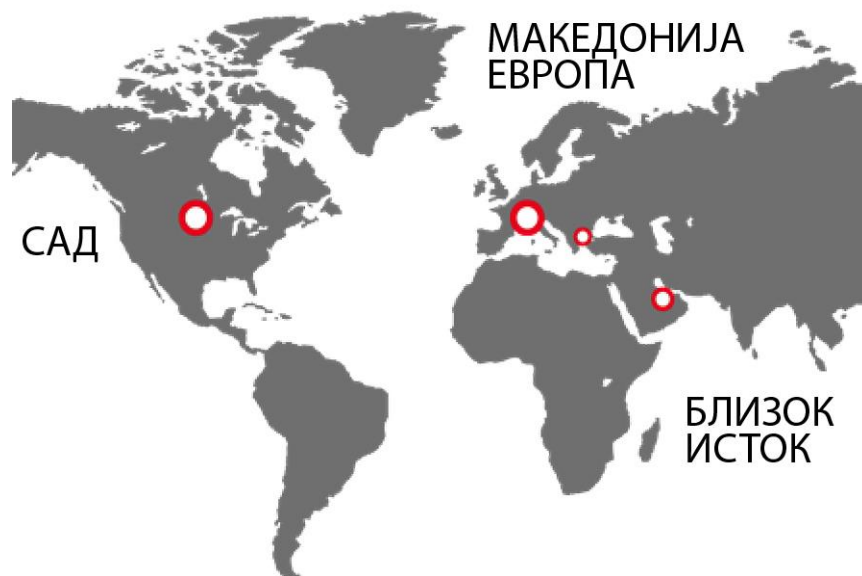 МАКЕДОНИЈА
ЕВРОПА
САД
БЛИЗОК
ИСТОК